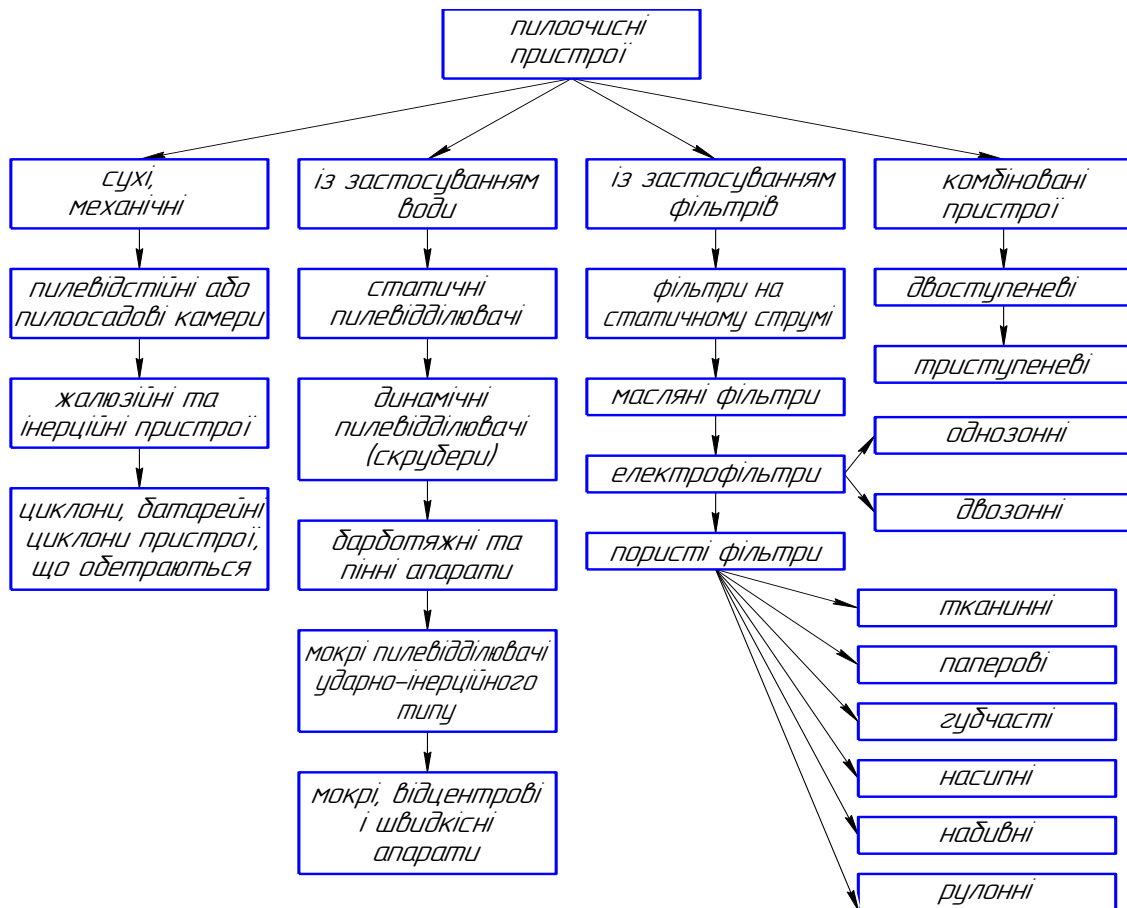 пилоочисні
пристрої
сухі,
механічні
із застосуванням
води
із застосуванням
фільтрів
комбіновані
пристрої
пилевідстійні або
пилоосадові камери
статичні
пилевідділювачі
фільтри на
статичному струмі
двоступеневі
триступеневі
жалюзійні та
інерційні пристрої
динамічні
пилевідділювачі
(скрубери)
масляні фільтри
електрофільтри
однозонні
двозонні
циклони, батарейні
циклони пристрої,
що обетраються
барботяжні та
пінні апарати
пористі фільтри
тканинні
паперові
губчасті
насипні
набивні
рулонні
мокрі пилевідділювачі
ударно-інерційного
типу
мокрі, відцентрові
і швидкісні
апарати